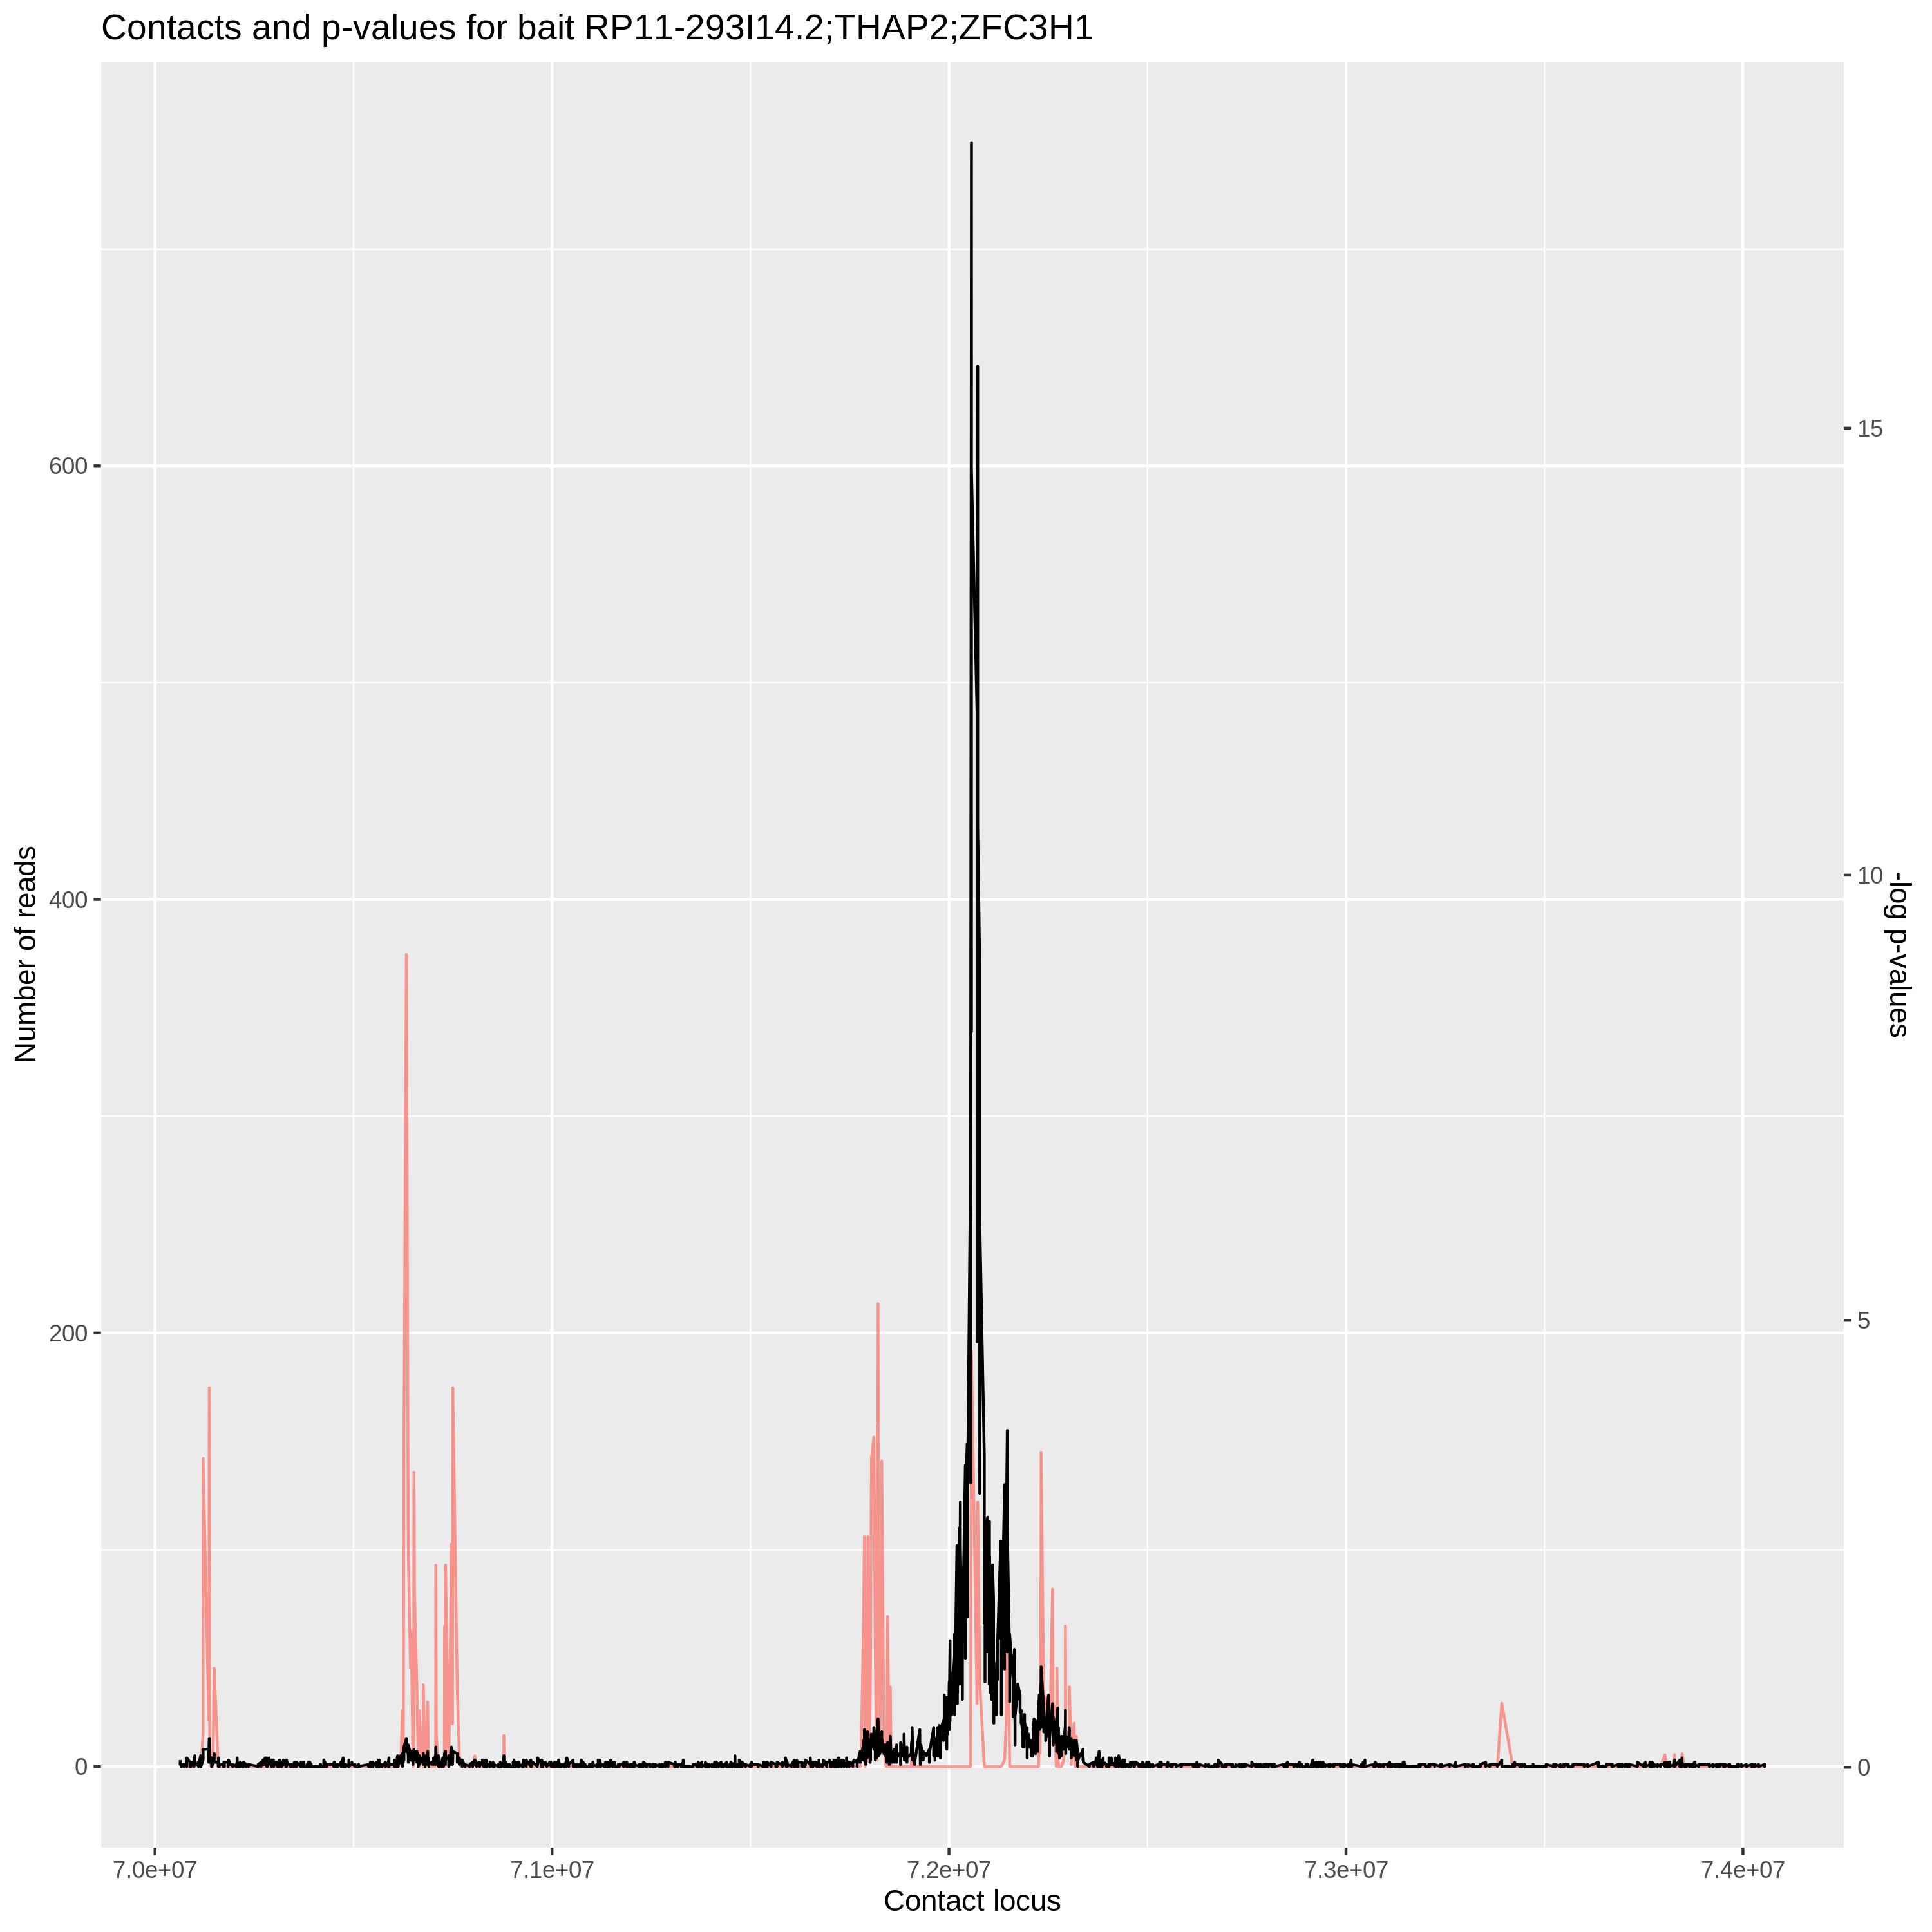 Contacts and p-values for bait RP11-293I14.2;THAP2;ZFC3H1
Number of reads
600
400
200
0
15
10
5
0
-log p-values
7.0e+07
7.1e+07
7.2e+07
7.3e+07
7.4e+07
Contact locus